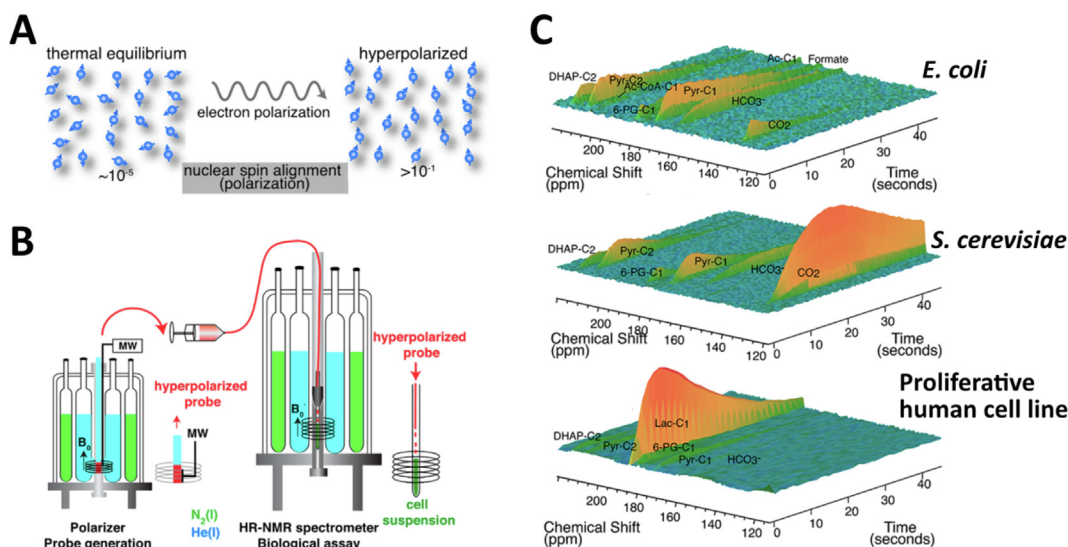 A
thermal equilibrium
hyperpolarized
electron polarization
nuclear spin alignment
(polarization)
~10⁻⁵
>10⁻¹
B
MW
hyperpolarized
probe
MW
B₀
B₀
hyperpolarized
probe
N₂(l)
He(l)
cell
suspension
Polarizer
Probe generation
HR-NMR spectrometer
Biological assay
C
E. coli
DHAP-C2
Pyr-C2
Ac-CoA-C1
6-PG-C1
Pyr-C1
Ac-C1
Formate
HCO3⁻
CO2
Chemical Shift
(ppm)
200
180
160
140
120
0
10
20
30
40
Time
(seconds)
S. cerevisiae
DHAP-C2
Pyr-C2
6-PG-C1
Pyr-C1
HCO3⁻
CO2
Chemical Shift
(ppm)
200
180
160
140
120
0
10
20
30
40
Time
(seconds)
Proliferative
human cell line
DHAP-C2
Pyr-C2
Lac-C1
6-PG-C1
Pyr-C1
HCO3⁻
Chemical Shift
(ppm)
200
180
160
140
120
0
10
20
30
40
Time
(seconds)